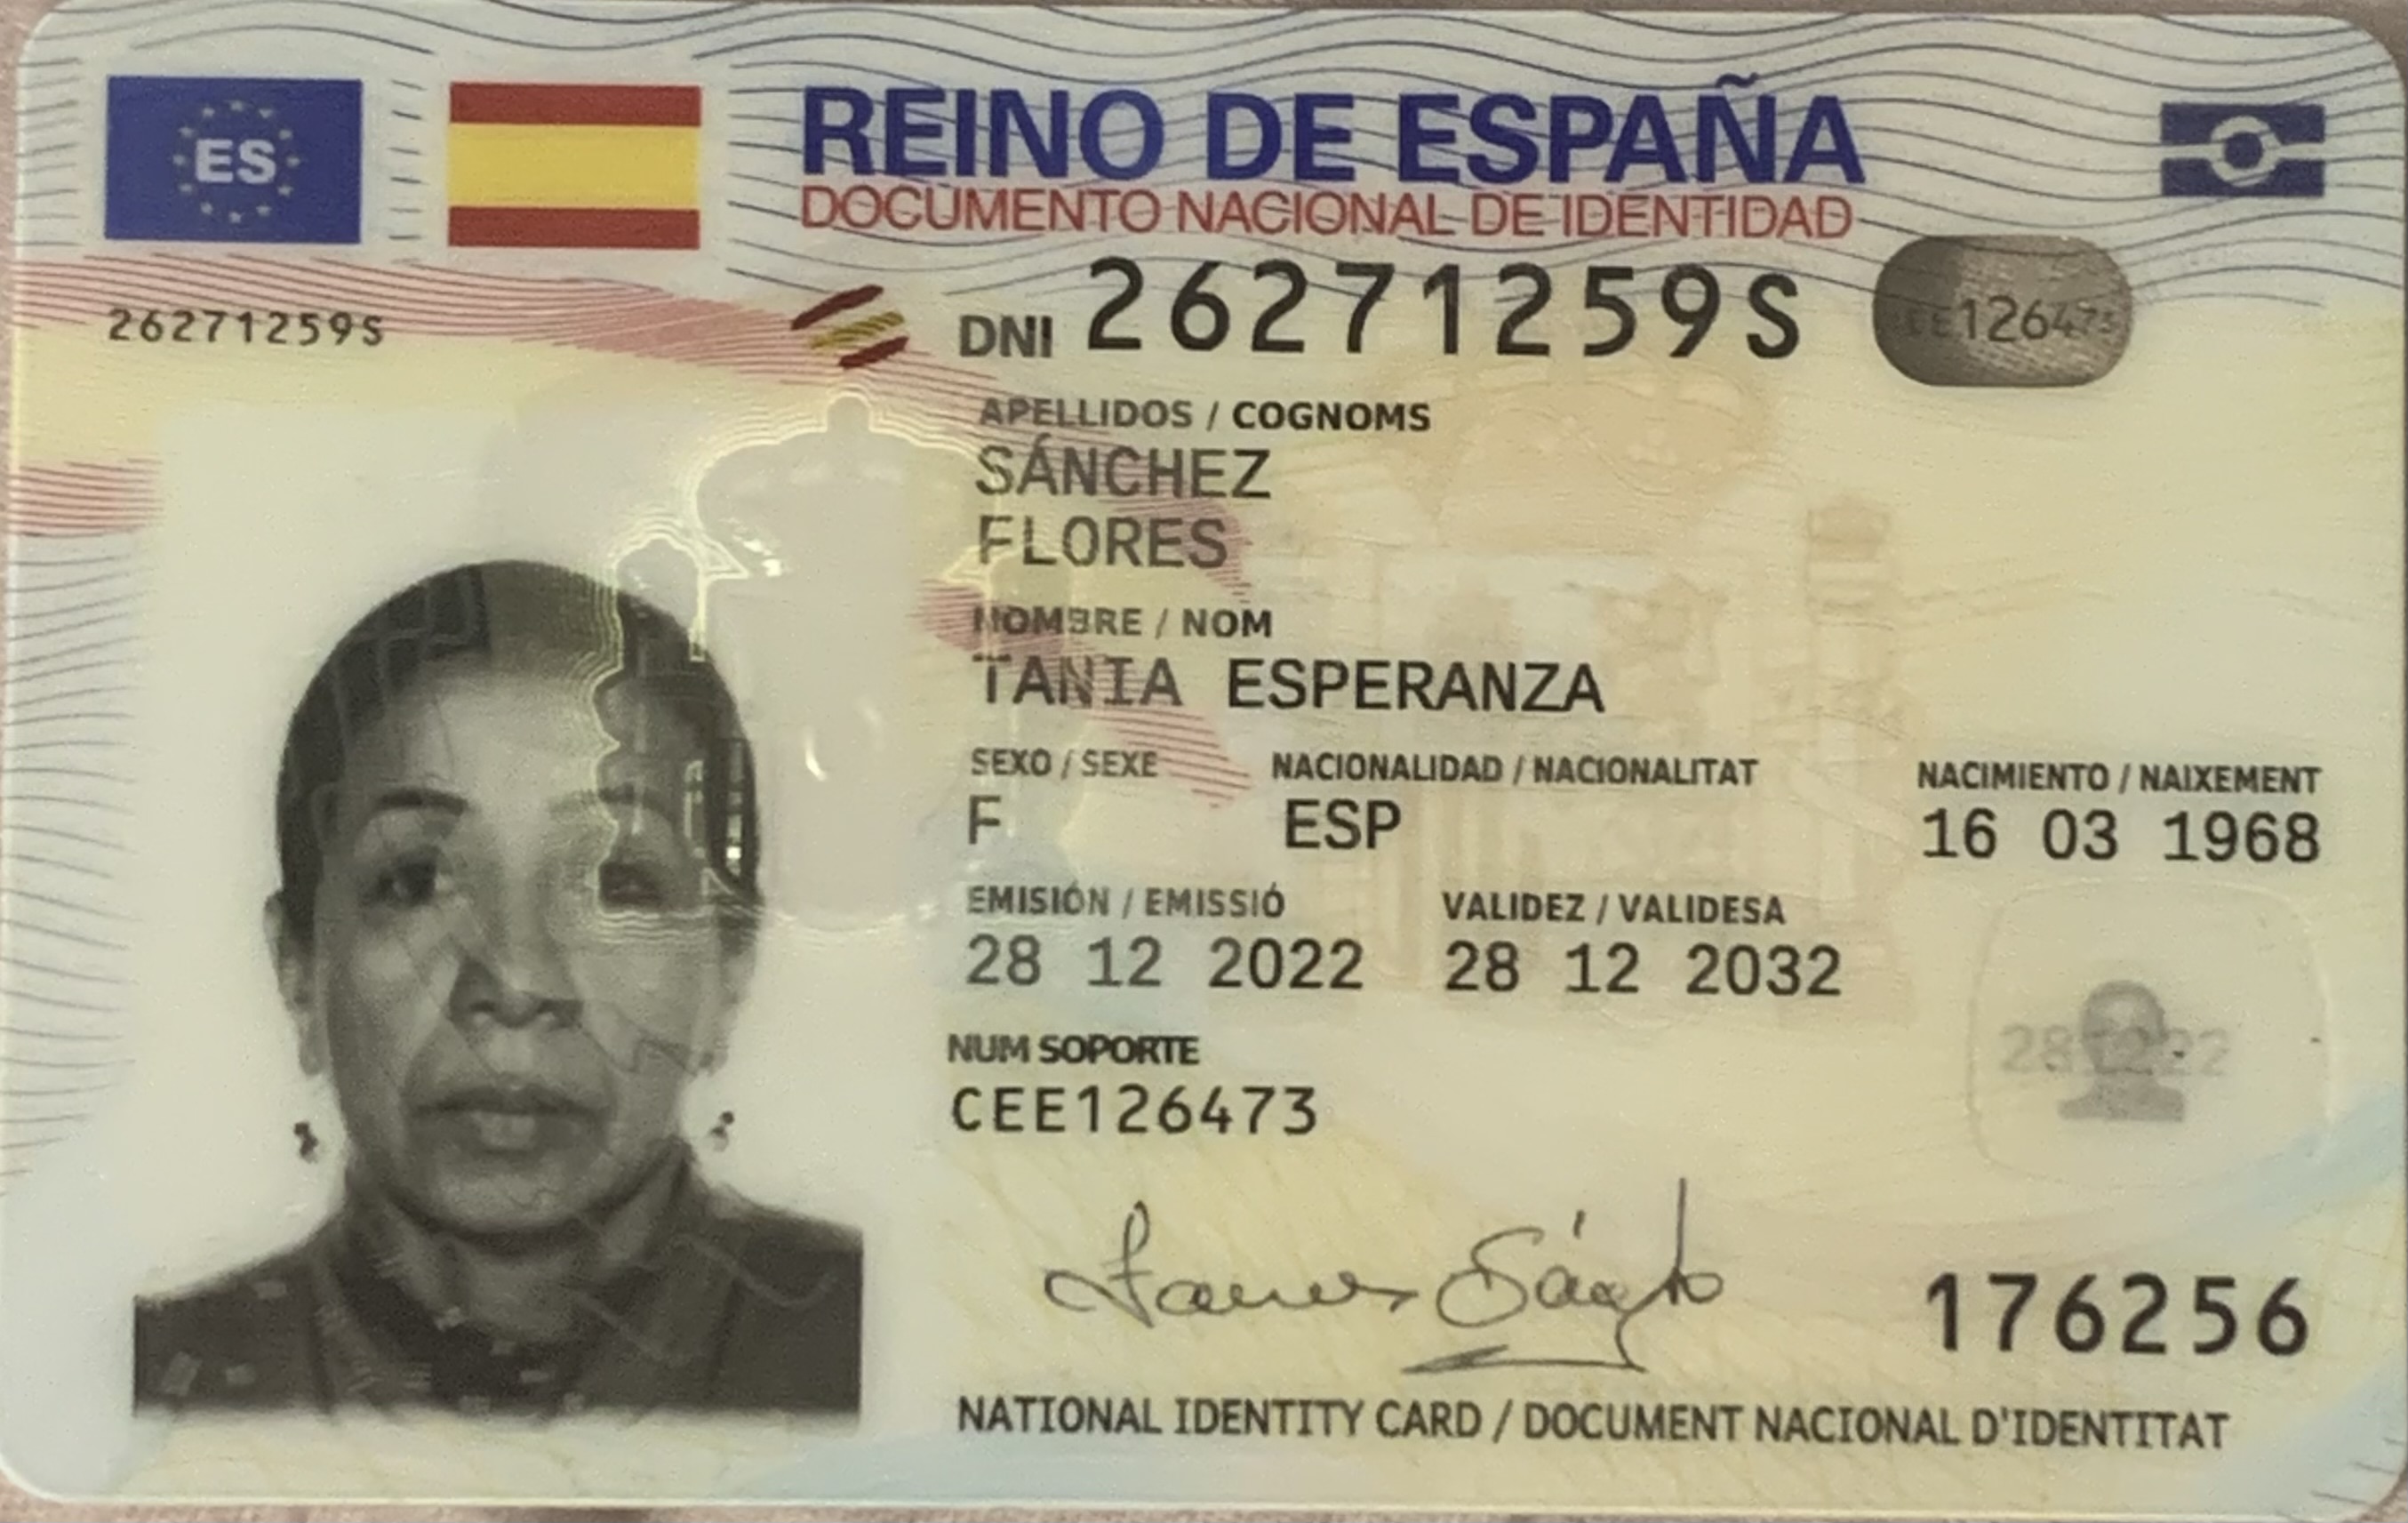 ES
REINO DE ESPAÑA
DOCUMENTO NACIONAL DE IDENTIDAD
26271259S
DNI 26271259S
CEE126473
APELLIDOS / COGNOMS
SÁNCHEZ
FLORES
NOMBRE / NOM
TANIA ESPERANZA
SEXO / SEXE NACIONALIDAD / NACIONALITAT NACIMIENTO / NAIXEMENT
F ESP 16 03 1968
EMISIÓN / EMISSIÓ VALIDEZ / VALIDESA
28 12 2022 28 12 2032
NUM SOPORTE
CEE126473
176256
NATIONAL IDENTITY CARD / DOCUMENT NACIONAL D'IDENTITAT